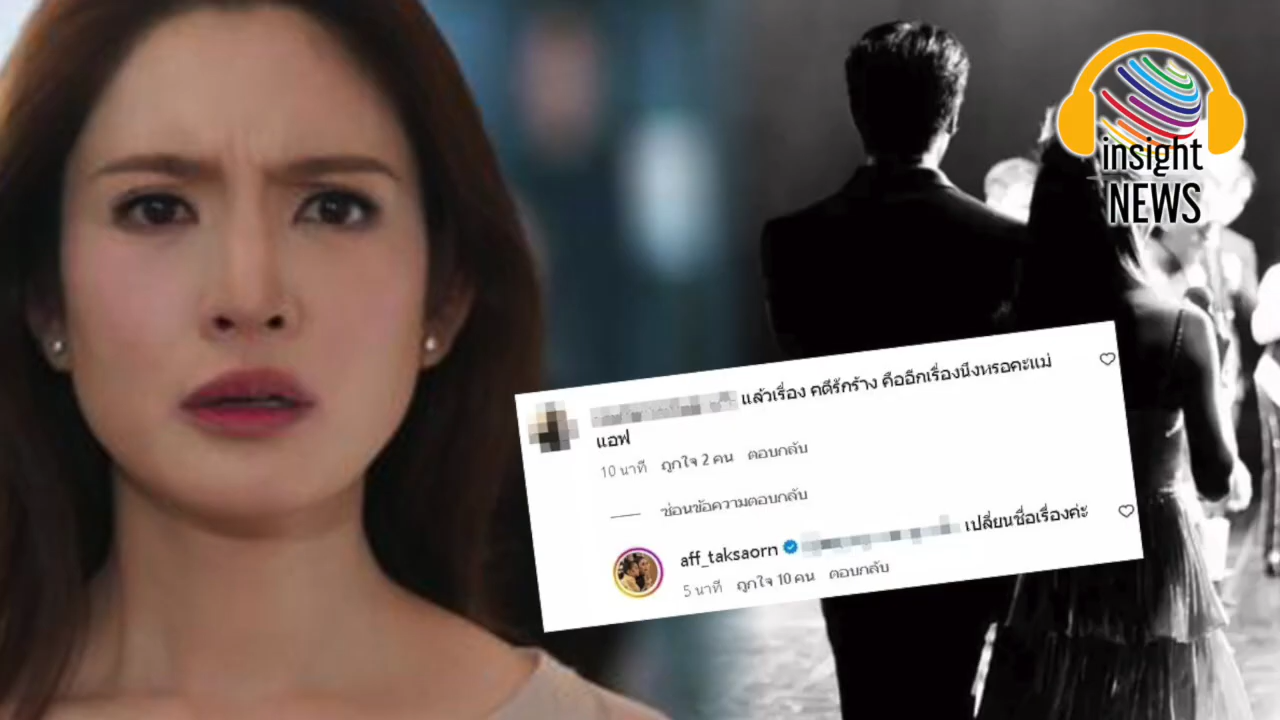 insight
NEWS
แล้วเรื่อง คดีรักร้าง คืออีกเรื่องนึงหรอคะแม่
แอฟ
10 นาที ถูกใจ 2 คน ตอบกลับ
ซ่อนข้อความตอบกลับ
aff_taksaorn เปลี่ยนชื่อเรื่องค่ะ
5 นาที ถูกใจ 10 คน ตอบกลับ